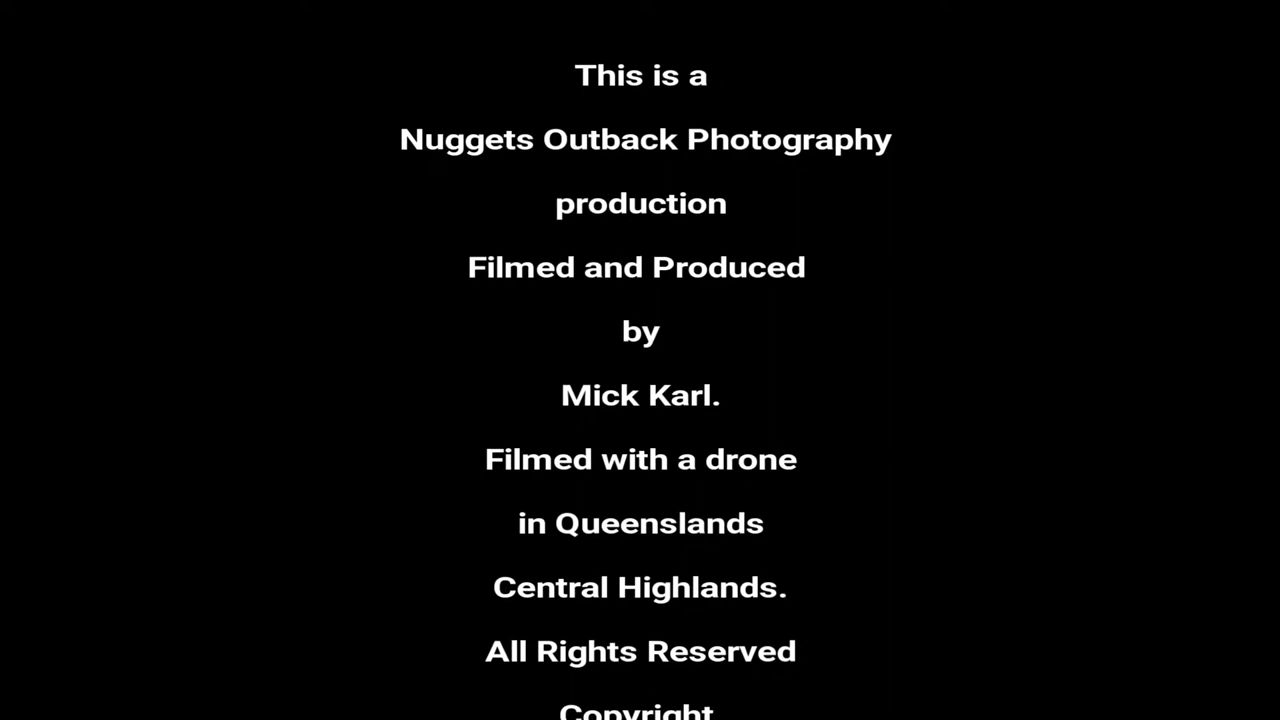 This is a
Nuggets Outback Photography
production
Filmed and Produced
by
Mick Karl.
Filmed with a drone
in Queenslands
Central Highlands.
All Rights Reserved
Copyright